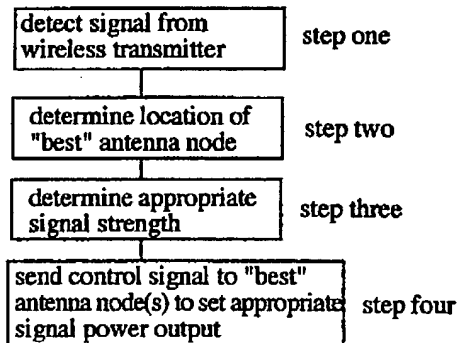 detect signal from
wireless transmitter
step one
determine location of
"best" antenna node
step two
determine appropriate
signal strength
step three
send control signal to "best"
antenna node(s) to set appropriate
signal power output
step four